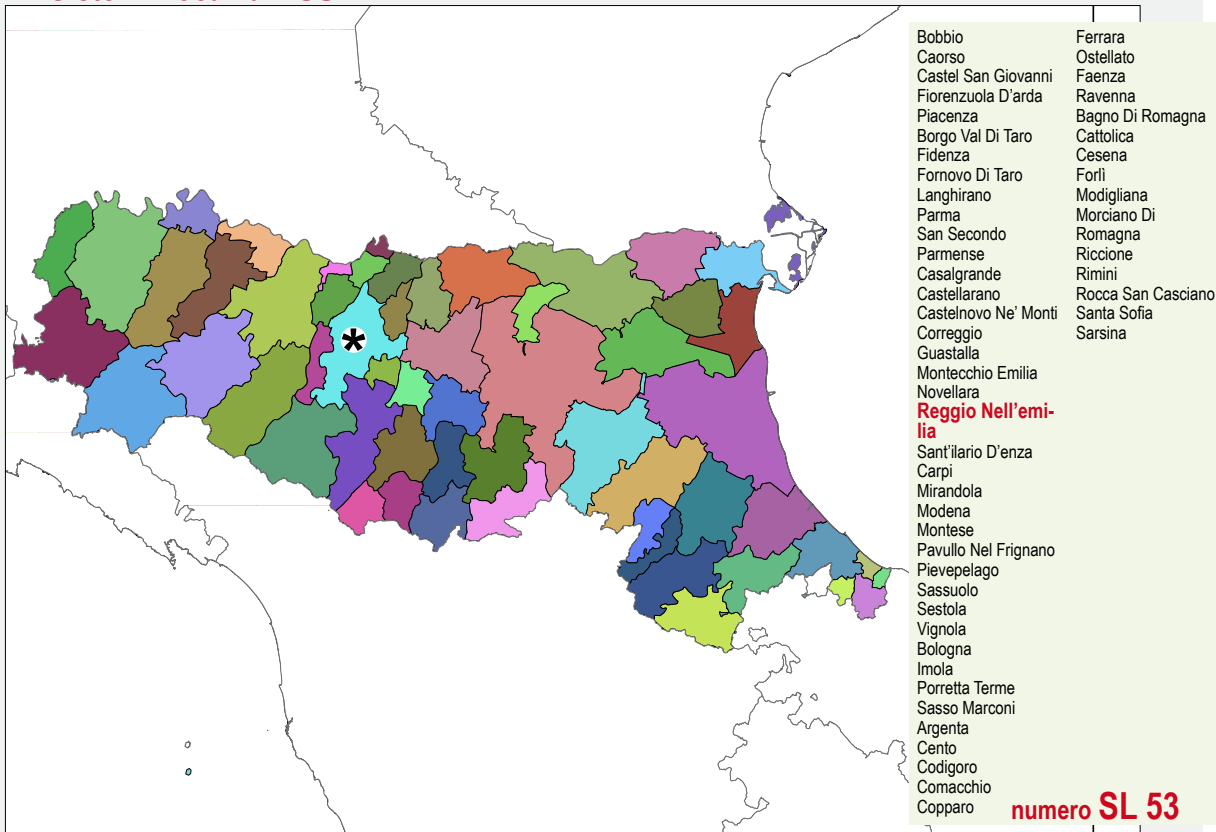 *
Bobbio
Caorso
Castel San Giovanni
Fiorenzuola D'arda
Piacenza
Borgo Val Di Taro
Fidenza
Fornovo Di Taro
Langhirano
Parma
San Secondo
Parmense
Casalgrande
Castellarano
Castelnovo Ne' Monti
Correggio
Guastalla
Montecchio Emilia
Novellara
Reggio Nell'emi-
lia
Sant'ilario D'enza
Carpi
Mirandola
Modena
Montese
Pavullo Nel Frignano
Pievepelago
Sassuolo
Sestola
Vignola
Bologna
Imola
Porretta Terme
Sasso Marconi
Argenta
Cento
Codigoro
Comacchio
Copparo
Ferrara
Ostellato
Faenza
Ravenna
Bagno Di Romagna
Cattolica
Cesena
Forlì
Modigliana
Morciano Di
Romagna
Riccione
Rimini
Rocca San Casciano
Santa Sofia
Sarsina
numero SL 53